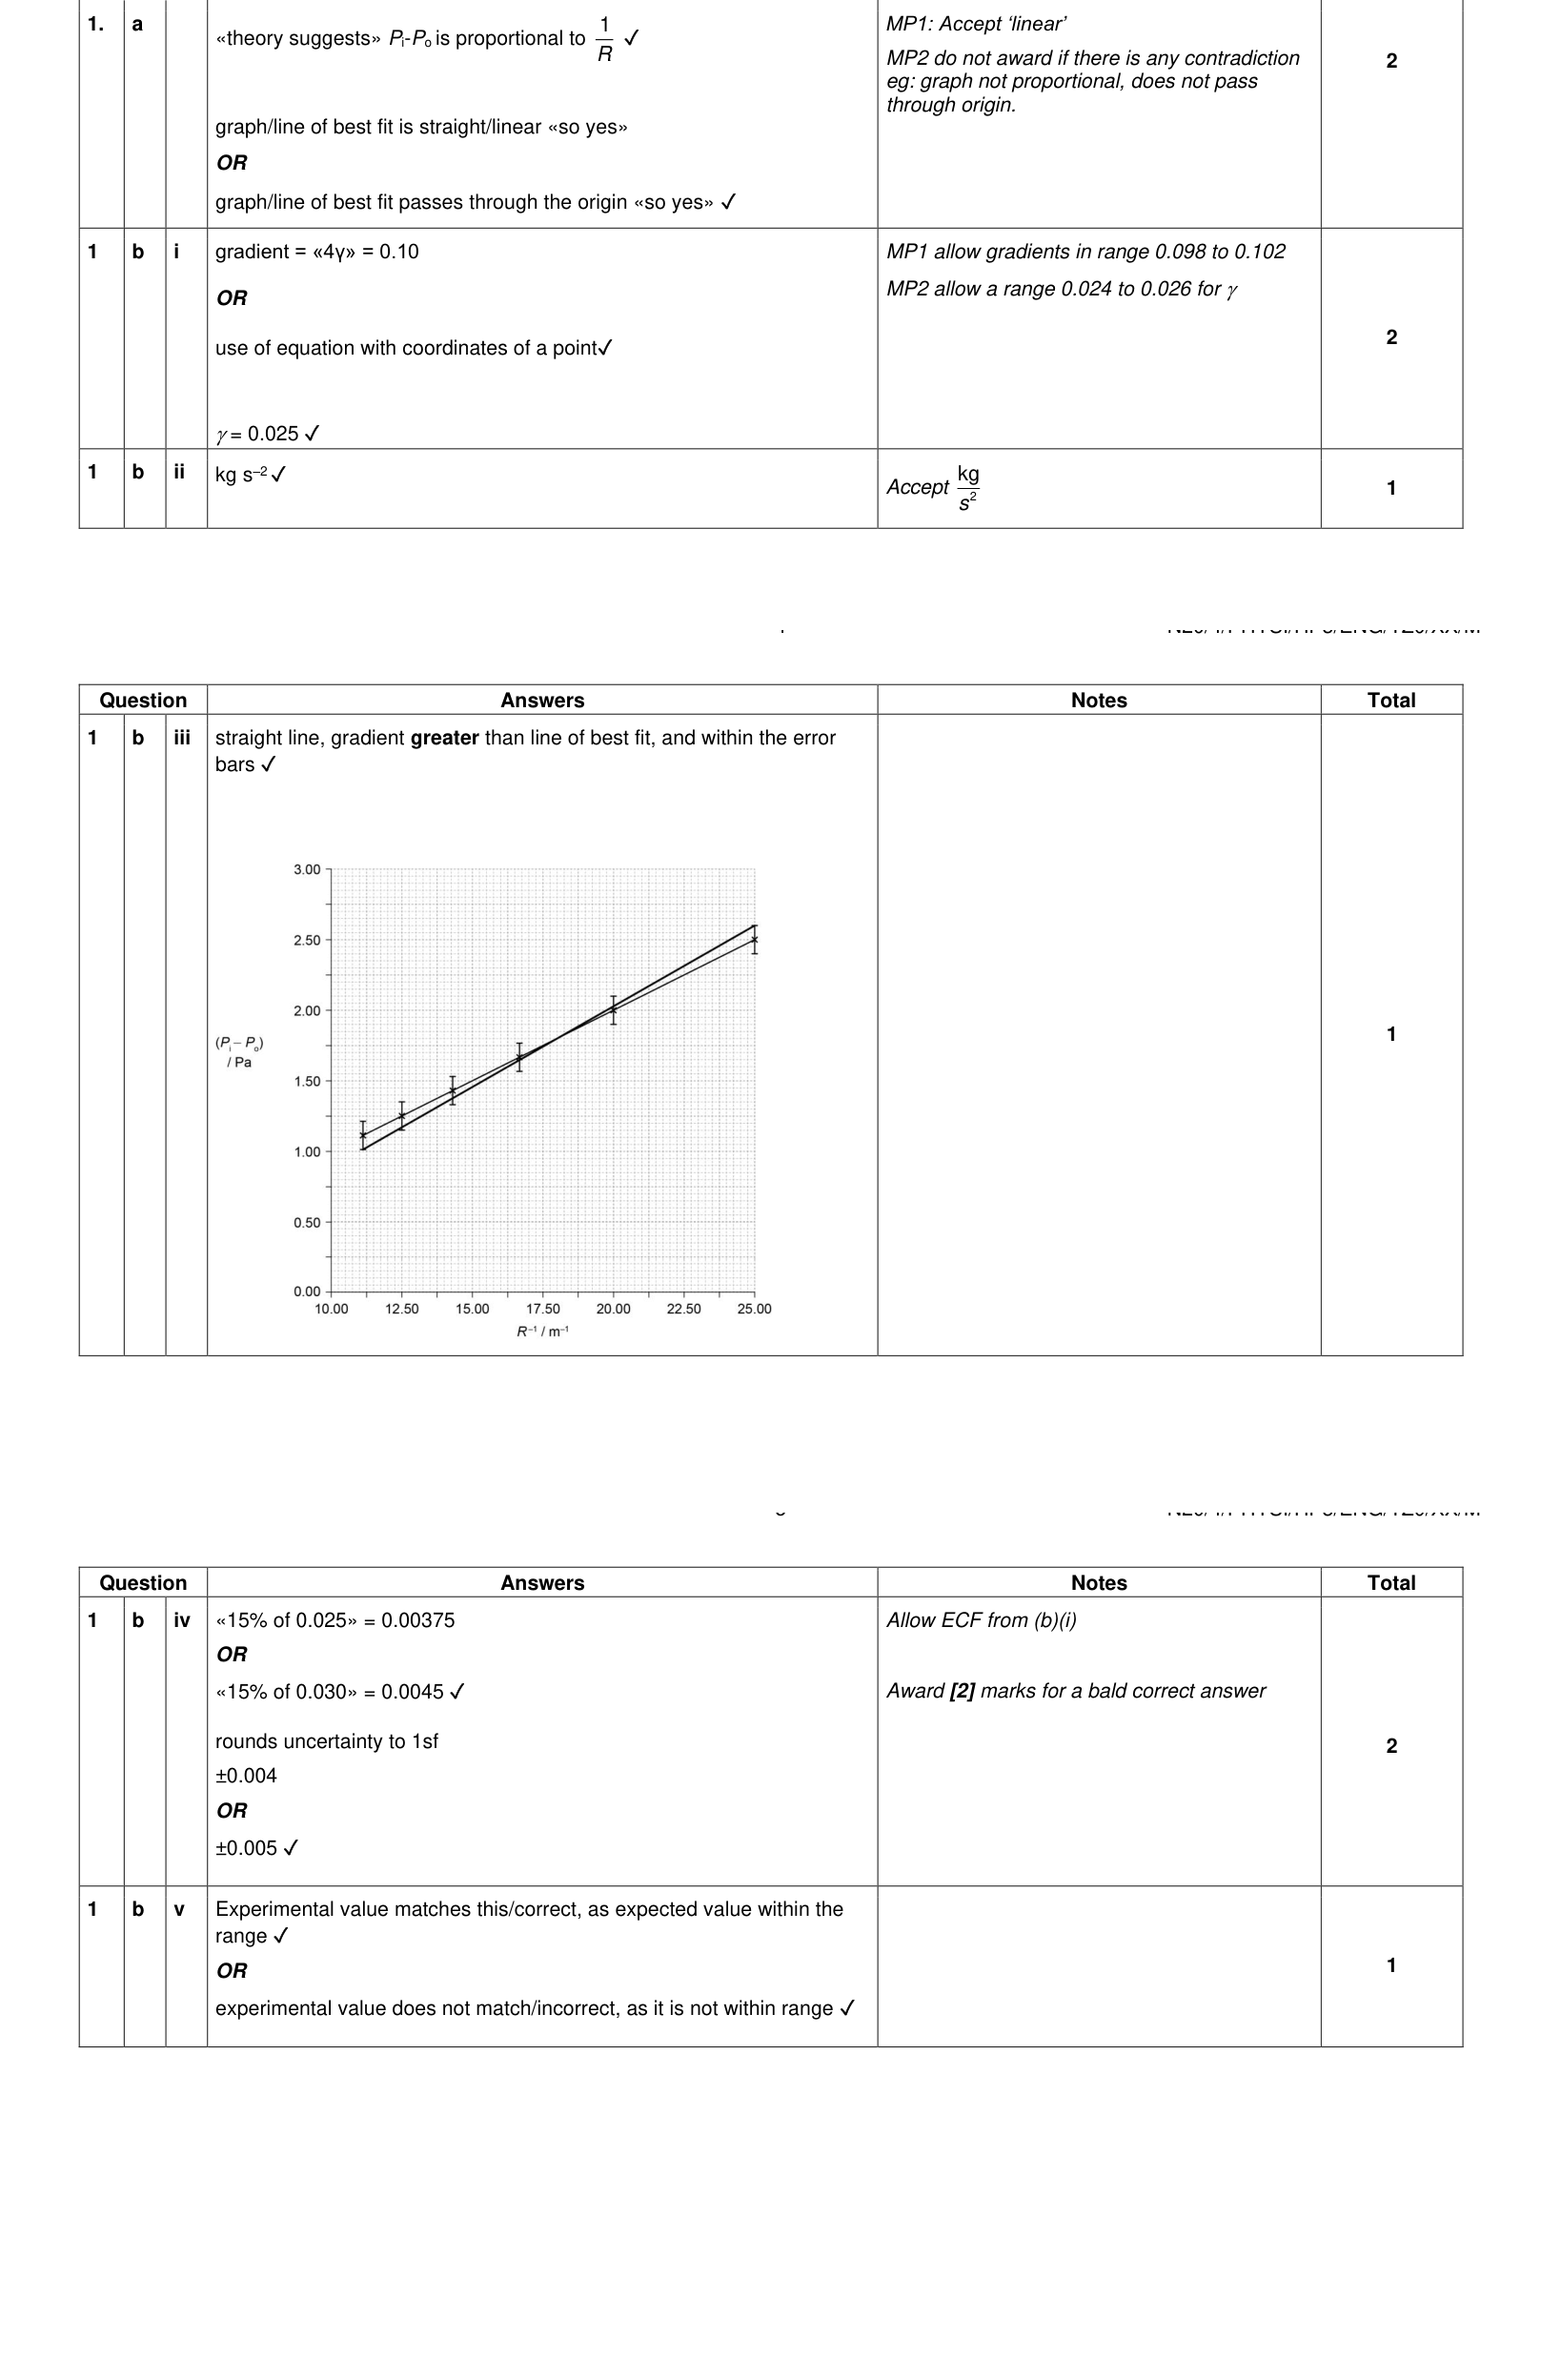 1. a «theory suggests» Pi-Po is proportional to 1/R ✓ MP1: Accept ‘linear’
MP2 do not award if there is any contradiction
eg: graph not proportional, does not pass
through origin.
2
graph/line of best fit is straight/linear «so yes»
OR
graph/line of best fit passes through the origin «so yes» ✓
1 b i gradient = «4γ» = 0.10 MP1 allow gradients in range 0.098 to 0.102
OR MP2 allow a range 0.024 to 0.026 for γ
use of equation with coordinates of a point✓ 2
γ = 0.025 ✓
1 b ii kg s–2 ✓ Accept kg/s² 1
Question Answers Notes Total
1 b iii straight line, gradient greater than line of best fit, and within the error
bars ✓
1
3.00
2.50
2.00
(Pi – Po)
/ Pa
1.50
1.00
0.50
0.00
10.00 12.50 15.00 17.50 20.00 22.50 25.00
R–1 / m–1
Question Answers Notes Total
1 b iv «15% of 0.025» = 0.00375 Allow ECF from (b)(i)
OR
«15% of 0.030» = 0.0045 ✓ Award [2] marks for a bald correct answer
rounds uncertainty to 1sf 2
±0.004
OR
±0.005 ✓
1 b v Experimental value matches this/correct, as expected value within the
range ✓
OR 1
experimental value does not match/incorrect, as it is not within range ✓